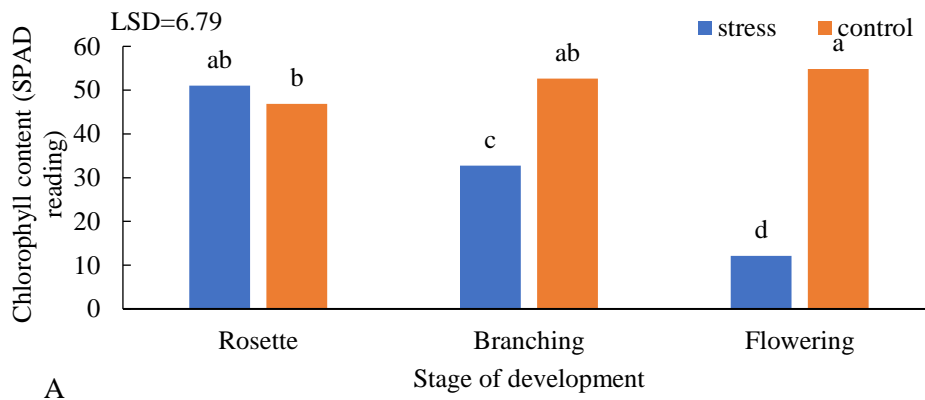 LSD=6.79
stress
control
Chlorophyll content (SPAD
reading)
60
50
40
30
20
10
0
ab
b
c
ab
d
a
Rosette
Branching
Flowering
Stage of development
A